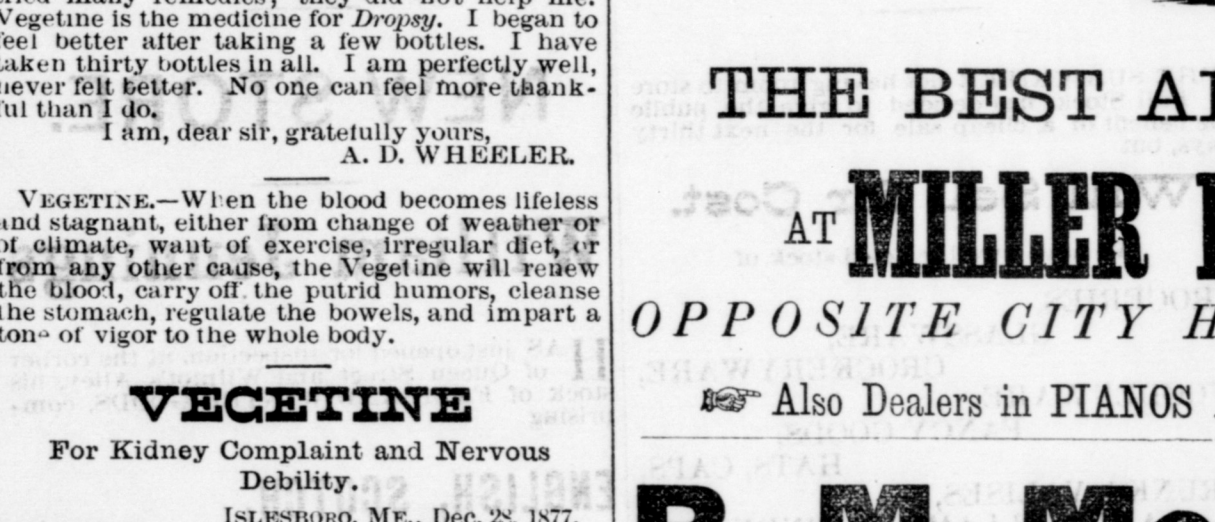 Vegetine is the medicine for Dropsy. I began to
feel better after taking a few bottles. I have
taken thirty bottles in all. I am perfectly well,
never felt better. No one can feel more thank-
ful than I do.
I am, dear sir, gratefully yours,
A. D. WHEELER.
VEGETINE.—When the blood becomes lifeless
and stagnant, either from change of weather or
of climate, want of exercise, irregular diet, or
from any other cause, the Vegetine will renew
the blood, carry off the putrid humors, cleanse
the stomach, regulate the bowels, and impart a
tone of vigor to the whole body.
VEGETINE
For Kidney Complaint and Nervous
Debility.
ISLESBORO, ME., Dec. 28, 1877.
THE BEST
AT MILLER
OPPOSITE CITY H
☞ Also Dealers in PIANOS